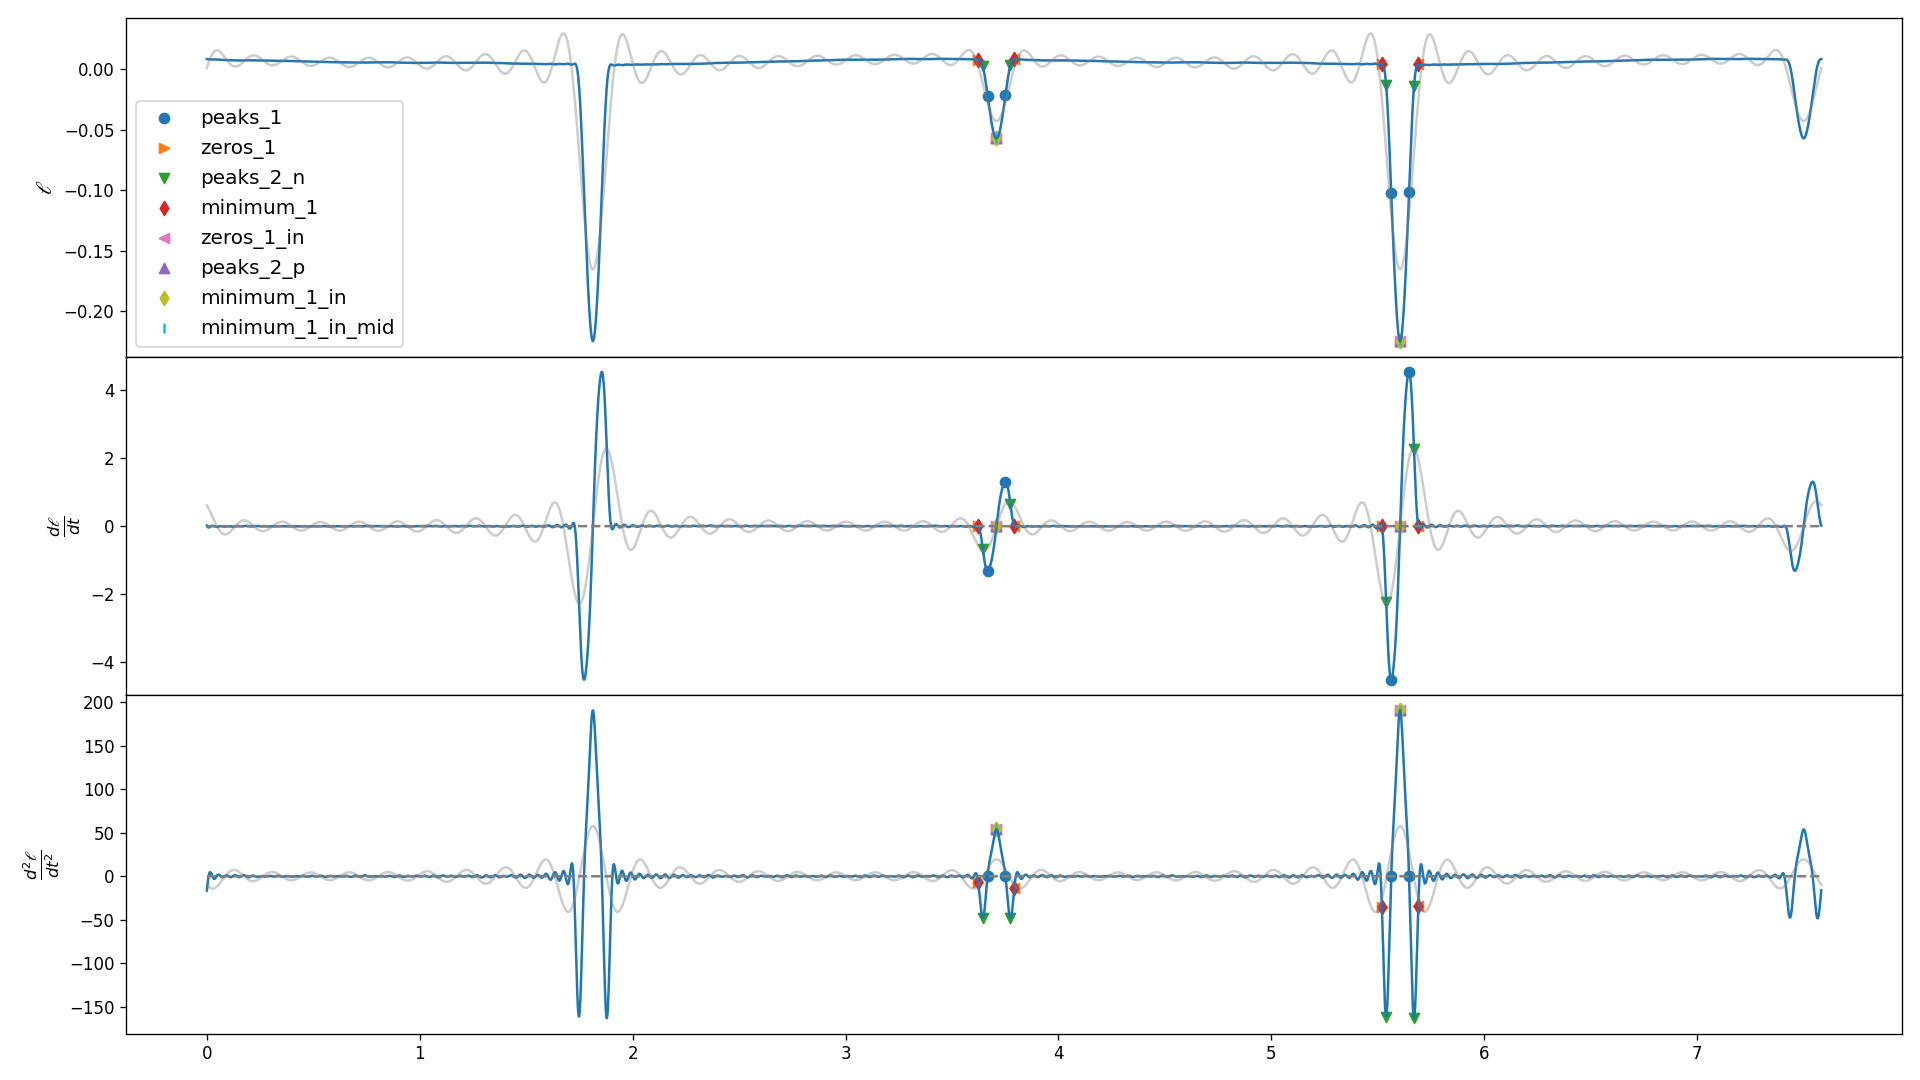 0.00
−0.05
−0.10
−0.15
−0.20
ℓ
peaks_1
zeros_1
peaks_2_n
minimum_1
zeros_1_in
peaks_2_p
minimum_1_in
minimum_1_in_mid
4
2
0
−2
−4
dℓ
dt
200
150
100
50
0
−50
−100
−150
d²ℓ
dt²
0 1 2 3 4 5 6 7